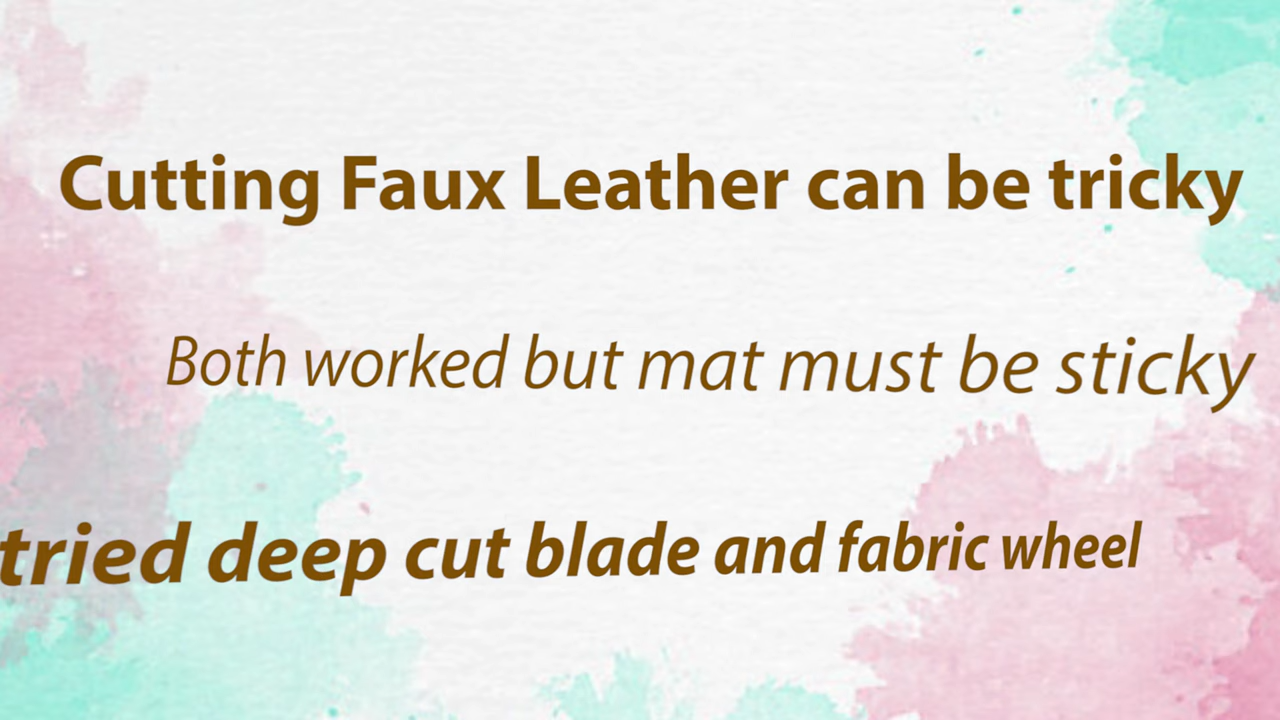 Cutting Faux Leather can be tricky
Both worked but mat must be sticky
tried deep cut blade and fabric wheel